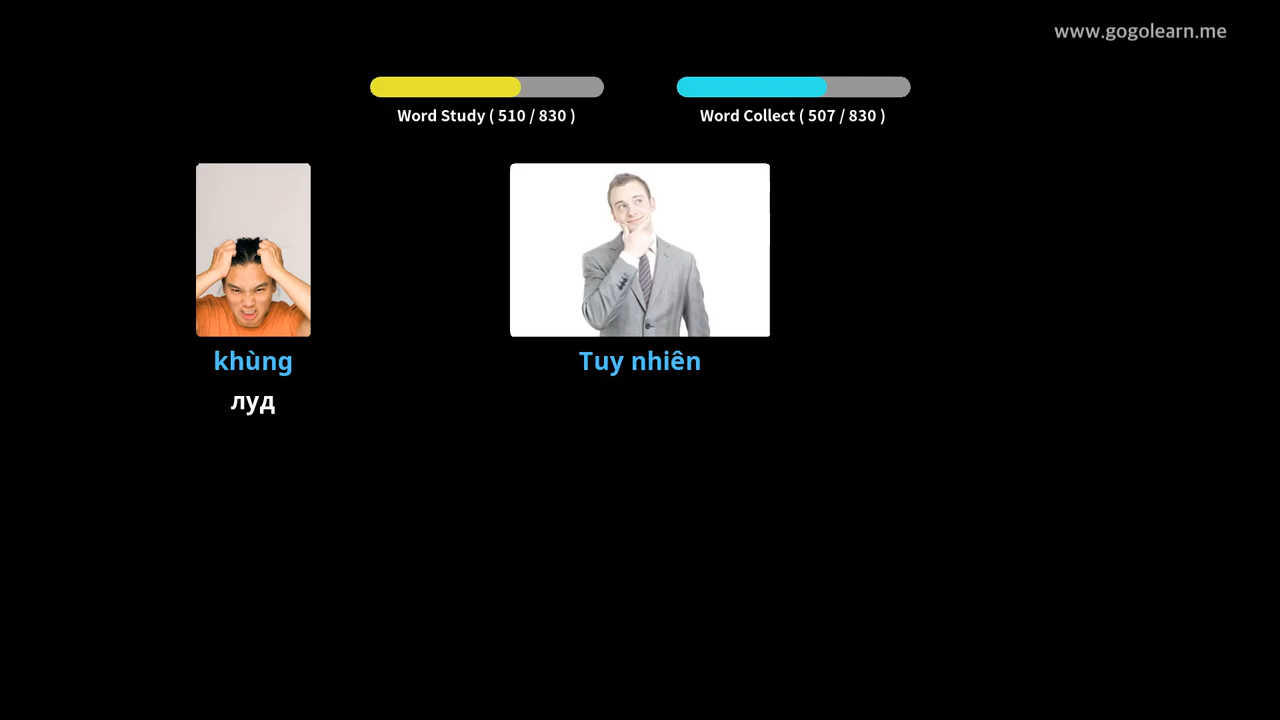 www.gogolearn.me
Word Study ( 510 / 830 )
Word Collect ( 507 / 830 )
khùng
Tuy nhiên
луд